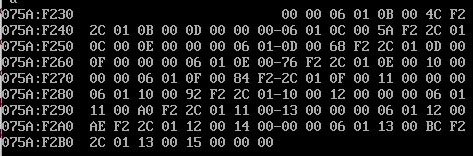 075A:F230 00 00 06 01 0B 00 4C F2
075A:F240 2C 01 0B 00 0D 00 00 00-06 01 0C 00 5A F2 2C 01
075A:F250 0C 00 0E 00 00 00 06 01-0D 00 68 F2 2C 01 0D 00
075A:F260 0F 00 00 00 06 01 0E 00-76 F2 2C 01 0E 00 10 00
075A:F270 00 00 06 01 0F 00 84 F2-2C 01 0F 00 11 00 00 00
075A:F280 06 01 10 00 92 F2 2C 01-10 00 12 00 00 00 06 01
075A:F290 11 00 A0 F2 2C 01 11 00-13 00 00 00 06 01 12 00
075A:F2A0 AE F2 2C 01 12 00 14 00-00 00 06 01 13 00 BC F2
075A:F2B0 2C 01 13 00 15 00 00 00